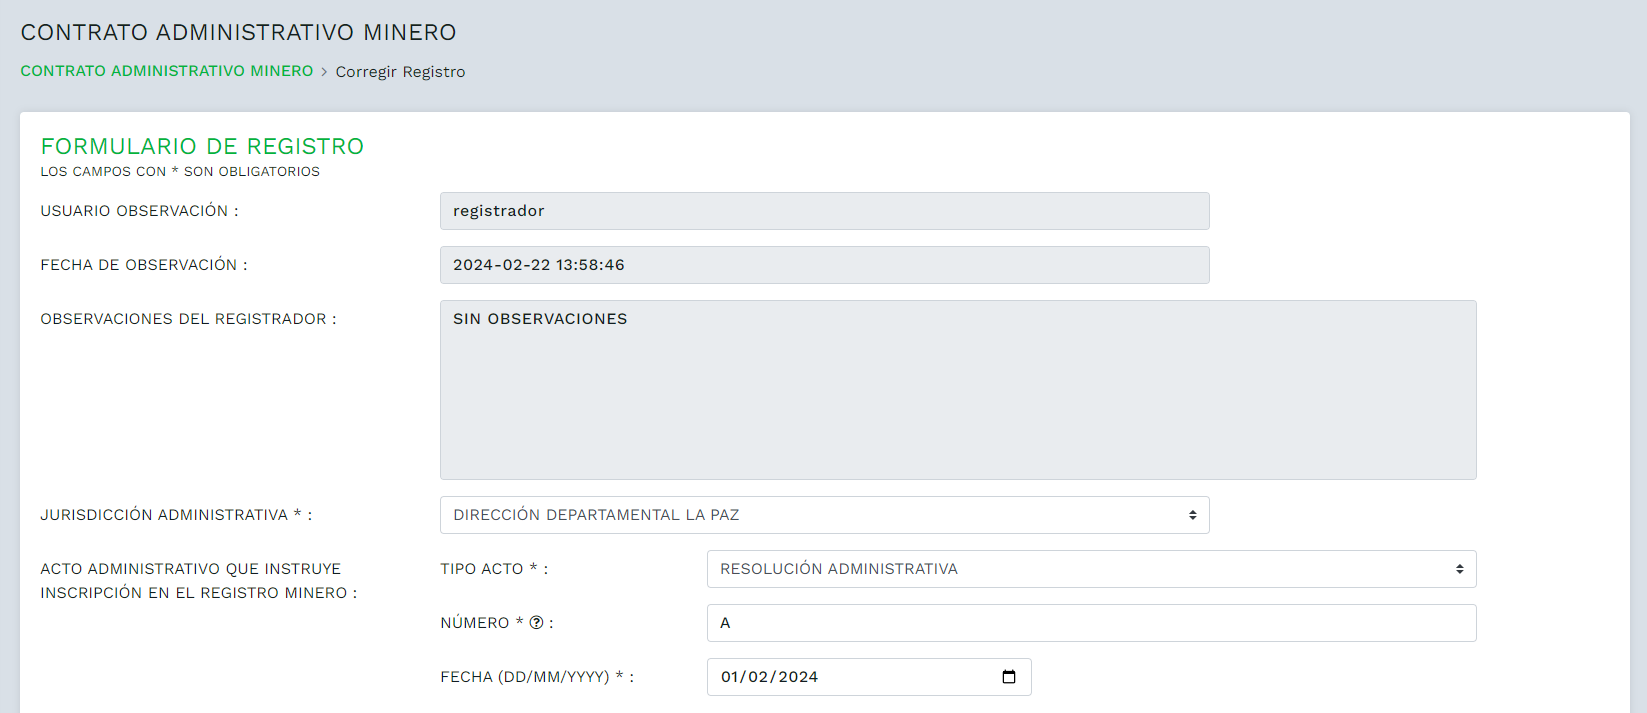 CONTRATO ADMINISTRATIVO MINERO
CONTRATO ADMINISTRATIVO MINERO > Corregir Registro
FORMULARIO DE REGISTRO
LOS CAMPOS CON * SON OBLIGATORIOS
USUARIO OBSERVACIÓN : registrador
FECHA DE OBSERVACIÓN : 2024-02-22 13:58:46
OBSERVACIONES DEL REGISTRADOR : SIN OBSERVACIONES
JURISDICCIÓN ADMINISTRATIVA * : DIRECCIÓN DEPARTAMENTAL LA PAZ
ACTO ADMINISTRATIVO QUE INSTRUYE
INSCRIPCIÓN EN EL REGISTRO MINERO :
TIPO ACTO * : RESOLUCIÓN ADMINISTRATIVA
NÚMERO * ? : A
FECHA (DD/MM/YYYY) * : 01/02/2024